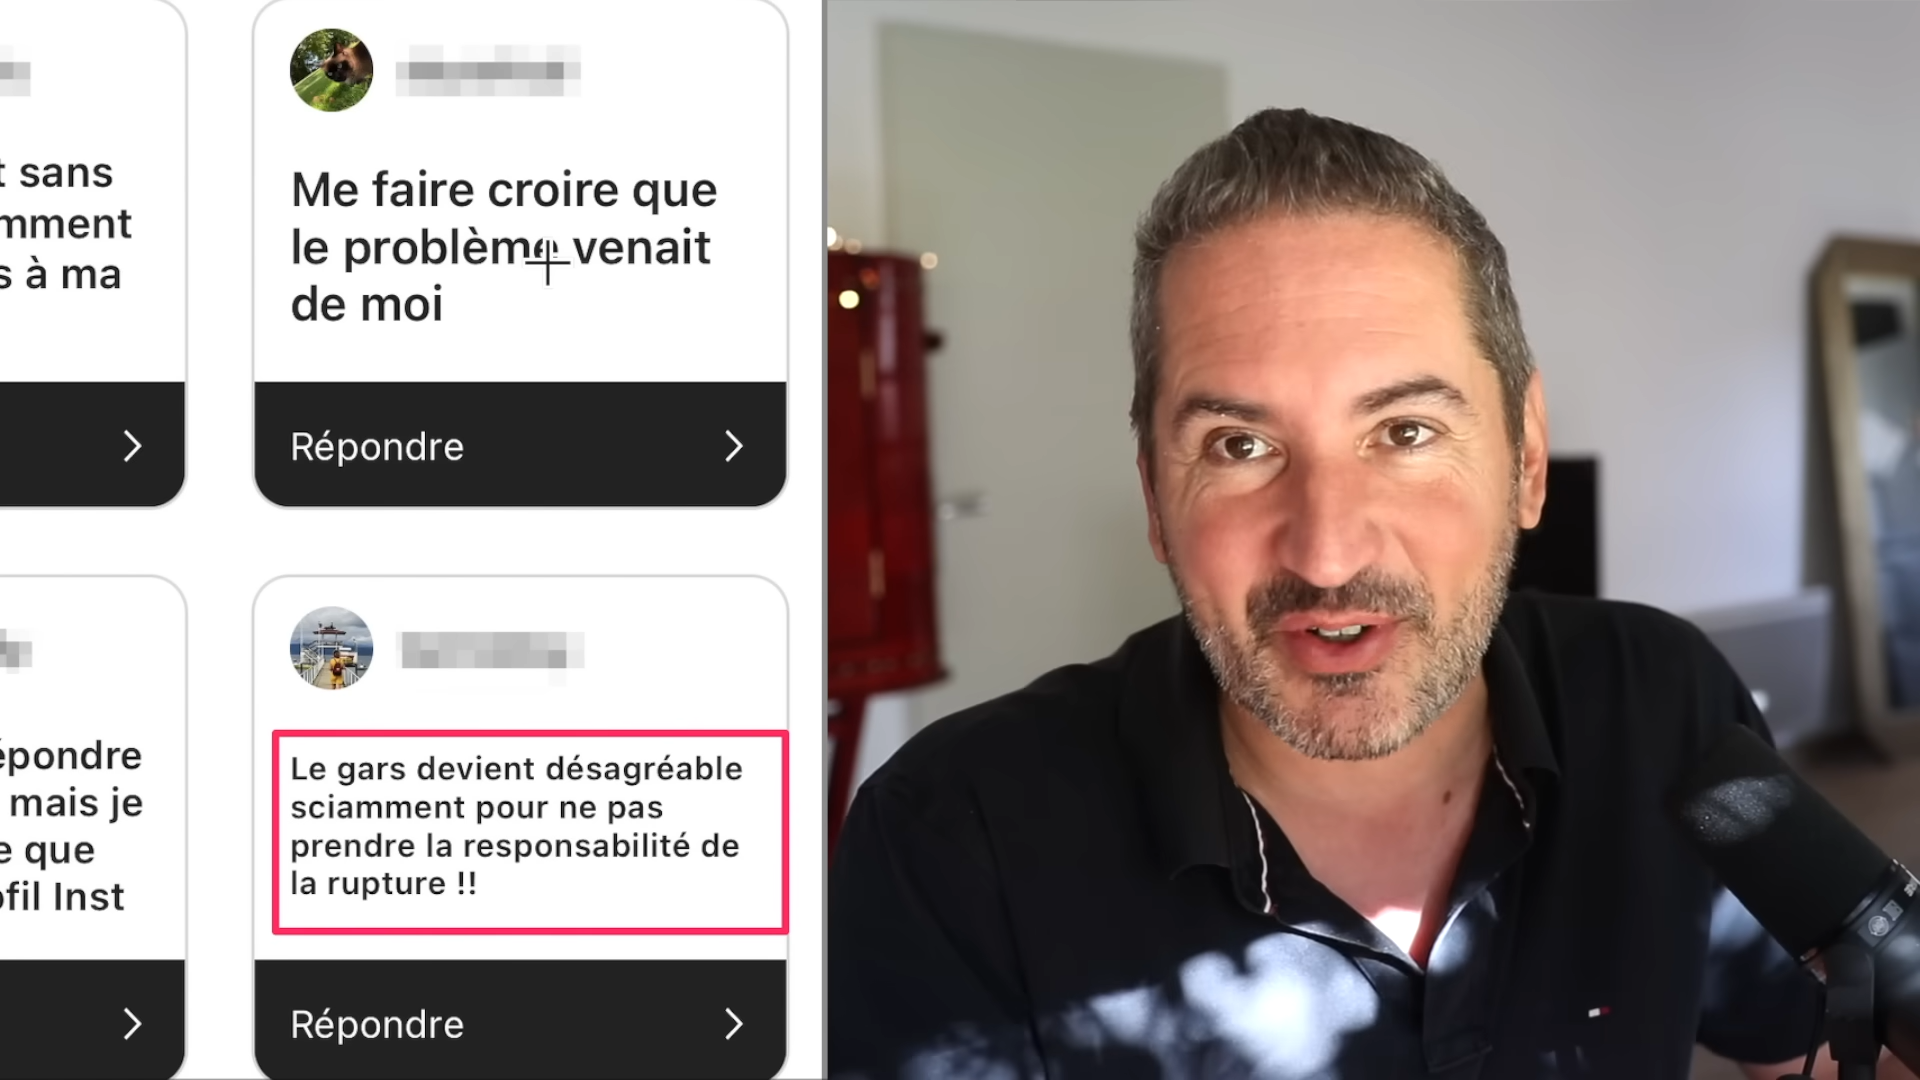 t sans
mment
s à ma
Me faire croire que
le problème venait
de moi
Répondre
épondre
mais je
e que
fil Inst
Le gars devient désagréable
sciamment pour ne pas
prendre la responsabilité de
la rupture !!
Répondre